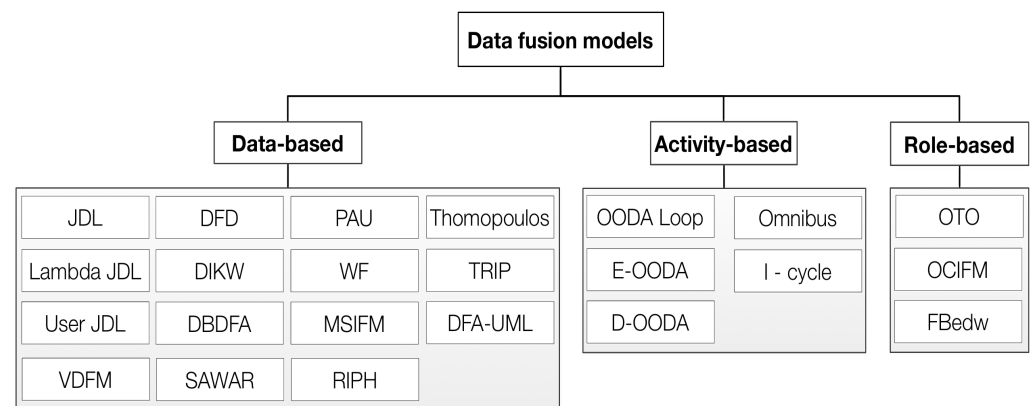 Data fusion models
Data-based
Activity-based
Role-based
JDL
DFD
PAU
Thomopoulos
Lambda JDL
DIKW
WF
TRIP
User JDL
DBDFA
MSIFM
DFA-UML
VDFM
SAWAR
RIPH
OODA Loop
Omnibus
E-OODA
I - cycle
D-OODA
OTO
OCIFM
FBedw